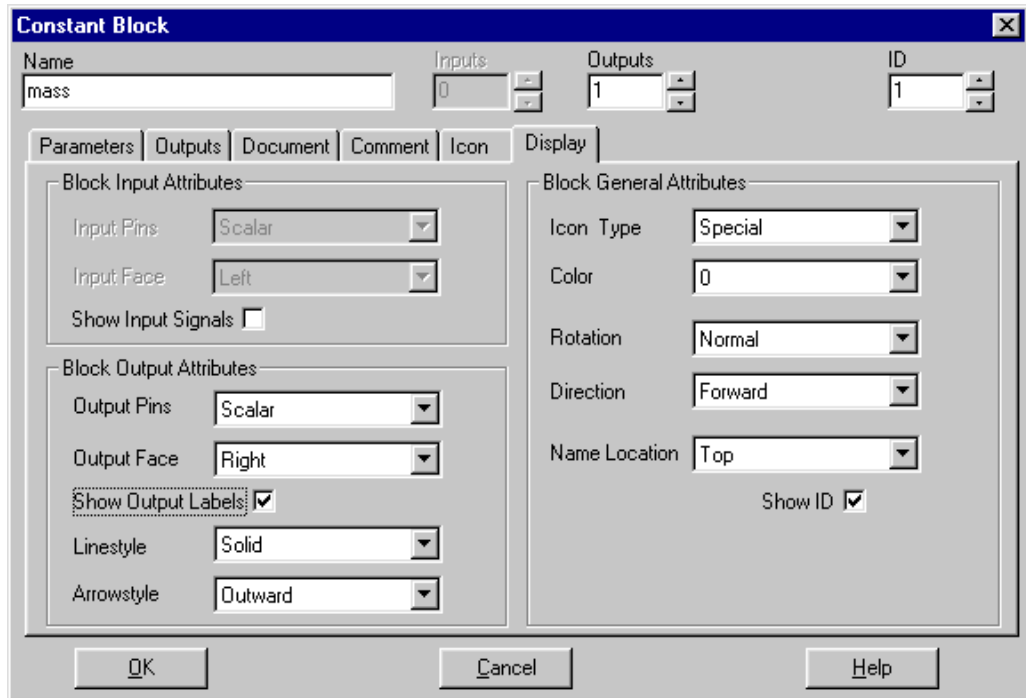 Constant Block
Name
Inputs
Outputs
ID
mass
0
1
1
Parameters Outputs Document Comment Icon Display
Block Input Attributes
Input Pins Scalar
Input Face Left
Show Input Signals
Block Output Attributes
Output Pins Scalar
Output Face Right
Show Output Labels
Linestyle Solid
Arrowstyle Outward
Block General Attributes
Icon Type Special
Color 0
Rotation Normal
Direction Forward
Name Location Top
Show ID
OK Cancel Help